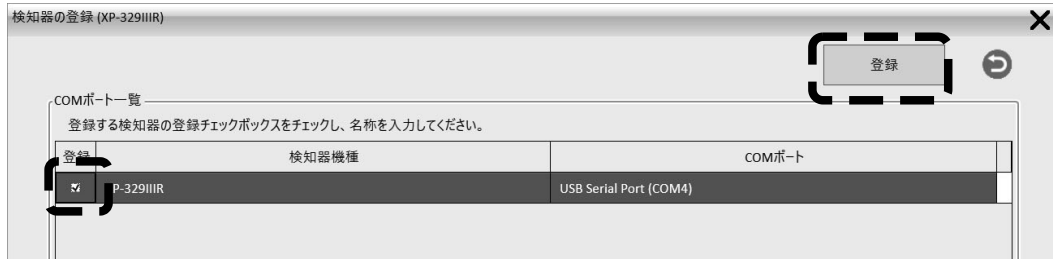 検知器の登録 (XP-329IIIR)
登録
COMポート一覧
登録する検知器の登録チェックボックスをチェックし、名称を入力してください。
登録 検知器機種 COMポート
P-329IIIR USB Serial Port (COM4)